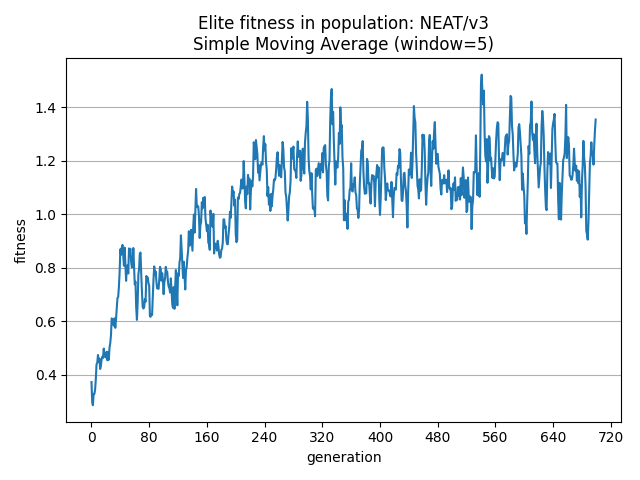 Elite fitness in population: NEAT/v3
Simple Moving Average (window=5)
fitness
1.4
1.2
1.0
0.8
0.6
0.4
0 80 160 240 320 400 480 560 640 720
generation